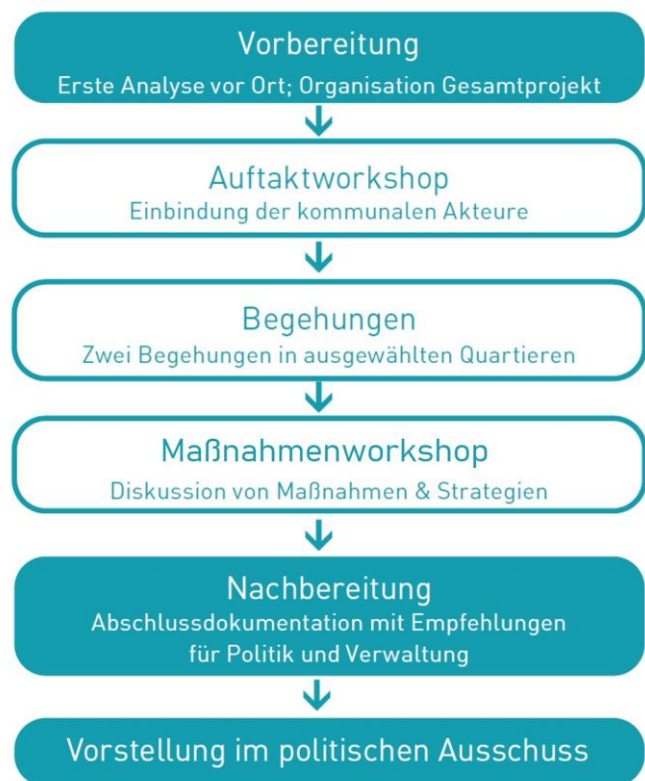 Vorbereitung
Erste Analyse vor Ort; Organisation Gesamtprojekt
Auftaktworkshop
Einbindung der kommunalen Akteure
Begehungen
Zwei Begehungen in ausgewählten Quartieren
Maßnahmenworkshop
Diskussion von Maßnahmen & Strategien
Nachbereitung
Abschlussdokumentation mit Empfehlungen
für Politik und Verwaltung
Vorstellung im politischen Ausschuss